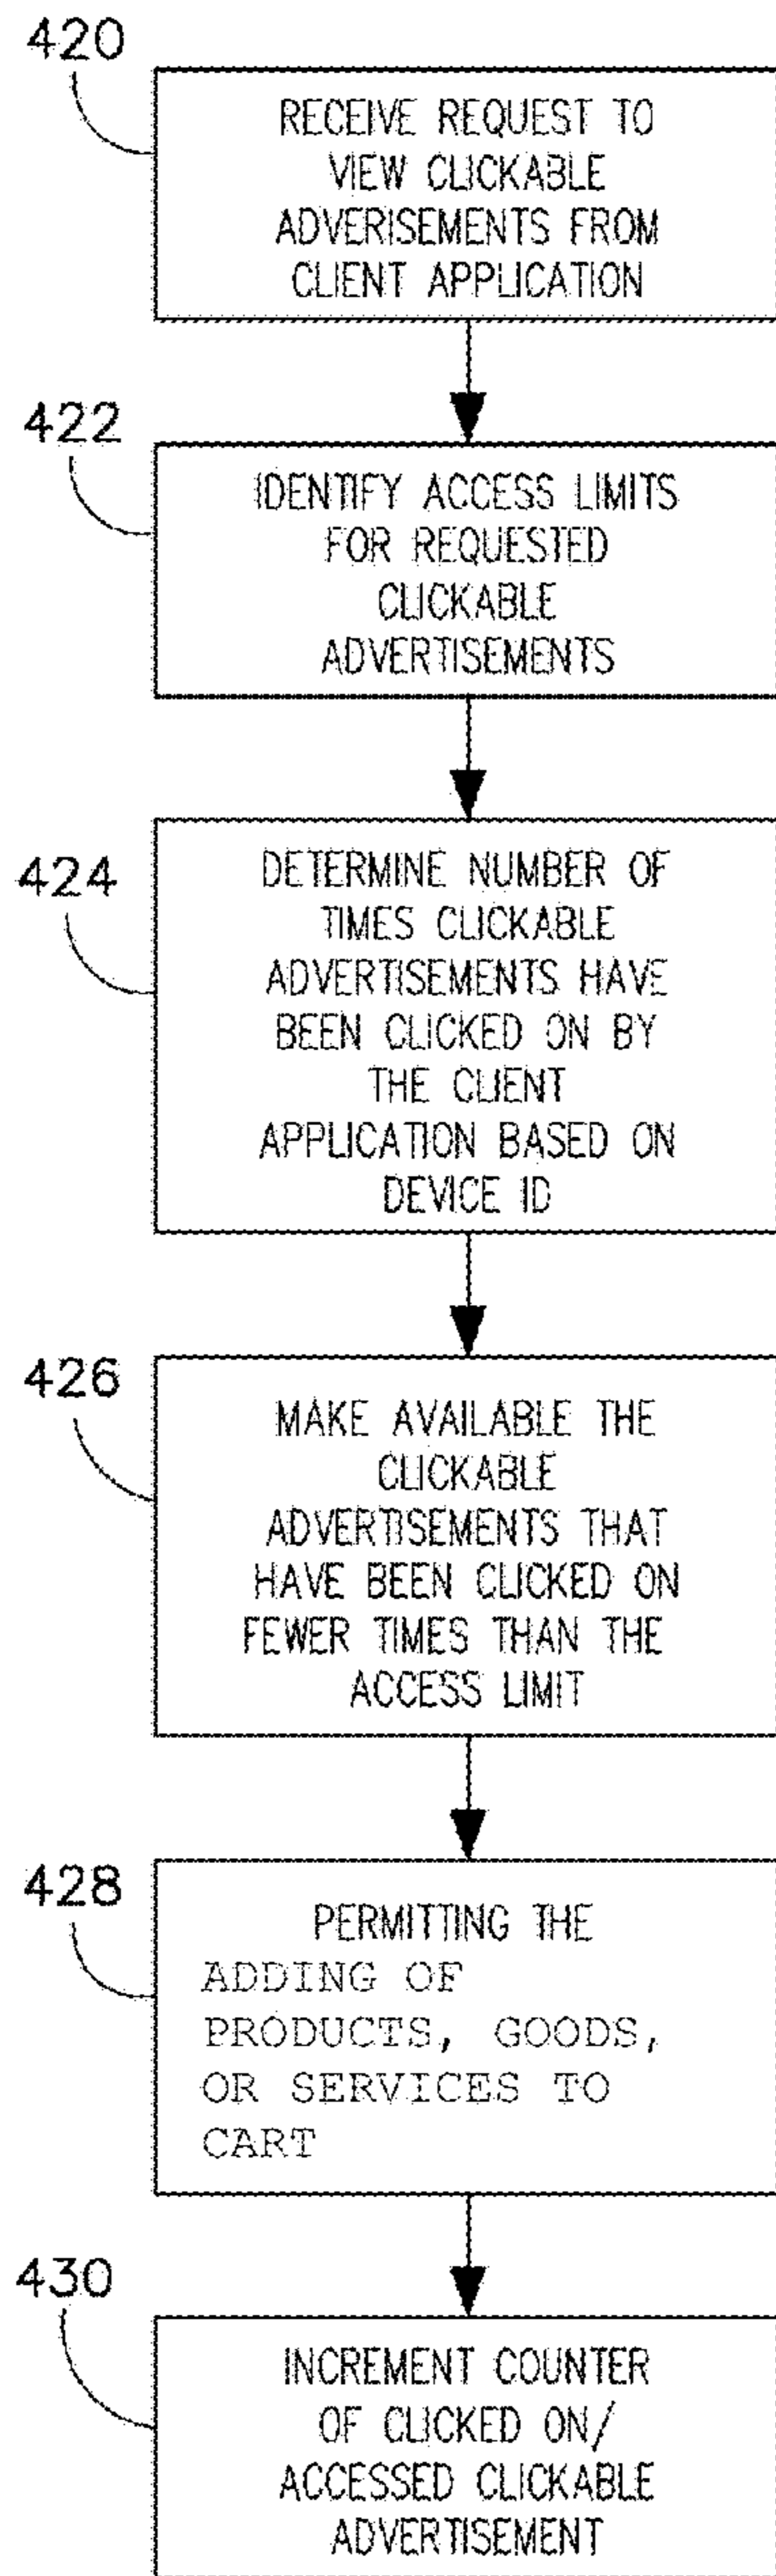 420
RECEIVE REQUEST TO
VIEW CLICKABLE
ADVERISEMENTS FROM
CLIENT APPLICATION
422
IDENTIFY ACCESS LIMITS
FOR REQUESTED
CLICKABLE
ADVERTISEMENTS
424
DETERMINE NUMBER OF
TIMES CLICKABLE
ADVERTISEMENTS HAVE
BEEN CLICKED ON BY
THE CLIENT
APPLICATION BASED ON
DEVICE ID
426
MAKE AVAILABLE THE
CLICKABLE
ADVERTISEMENTS THAT
HAVE BEEN CLICKED ON
FEWER TIMES THAN THE
ACCESS LIMIT
428
PERMITTING THE
ADDING OF
PRODUCTS, GOODS,
OR SERVICES TO
CART
430
INCREMENT COUNTER
OF CLICKED ON/
ACCESSED CLICKABLE
ADVERTISEMENT